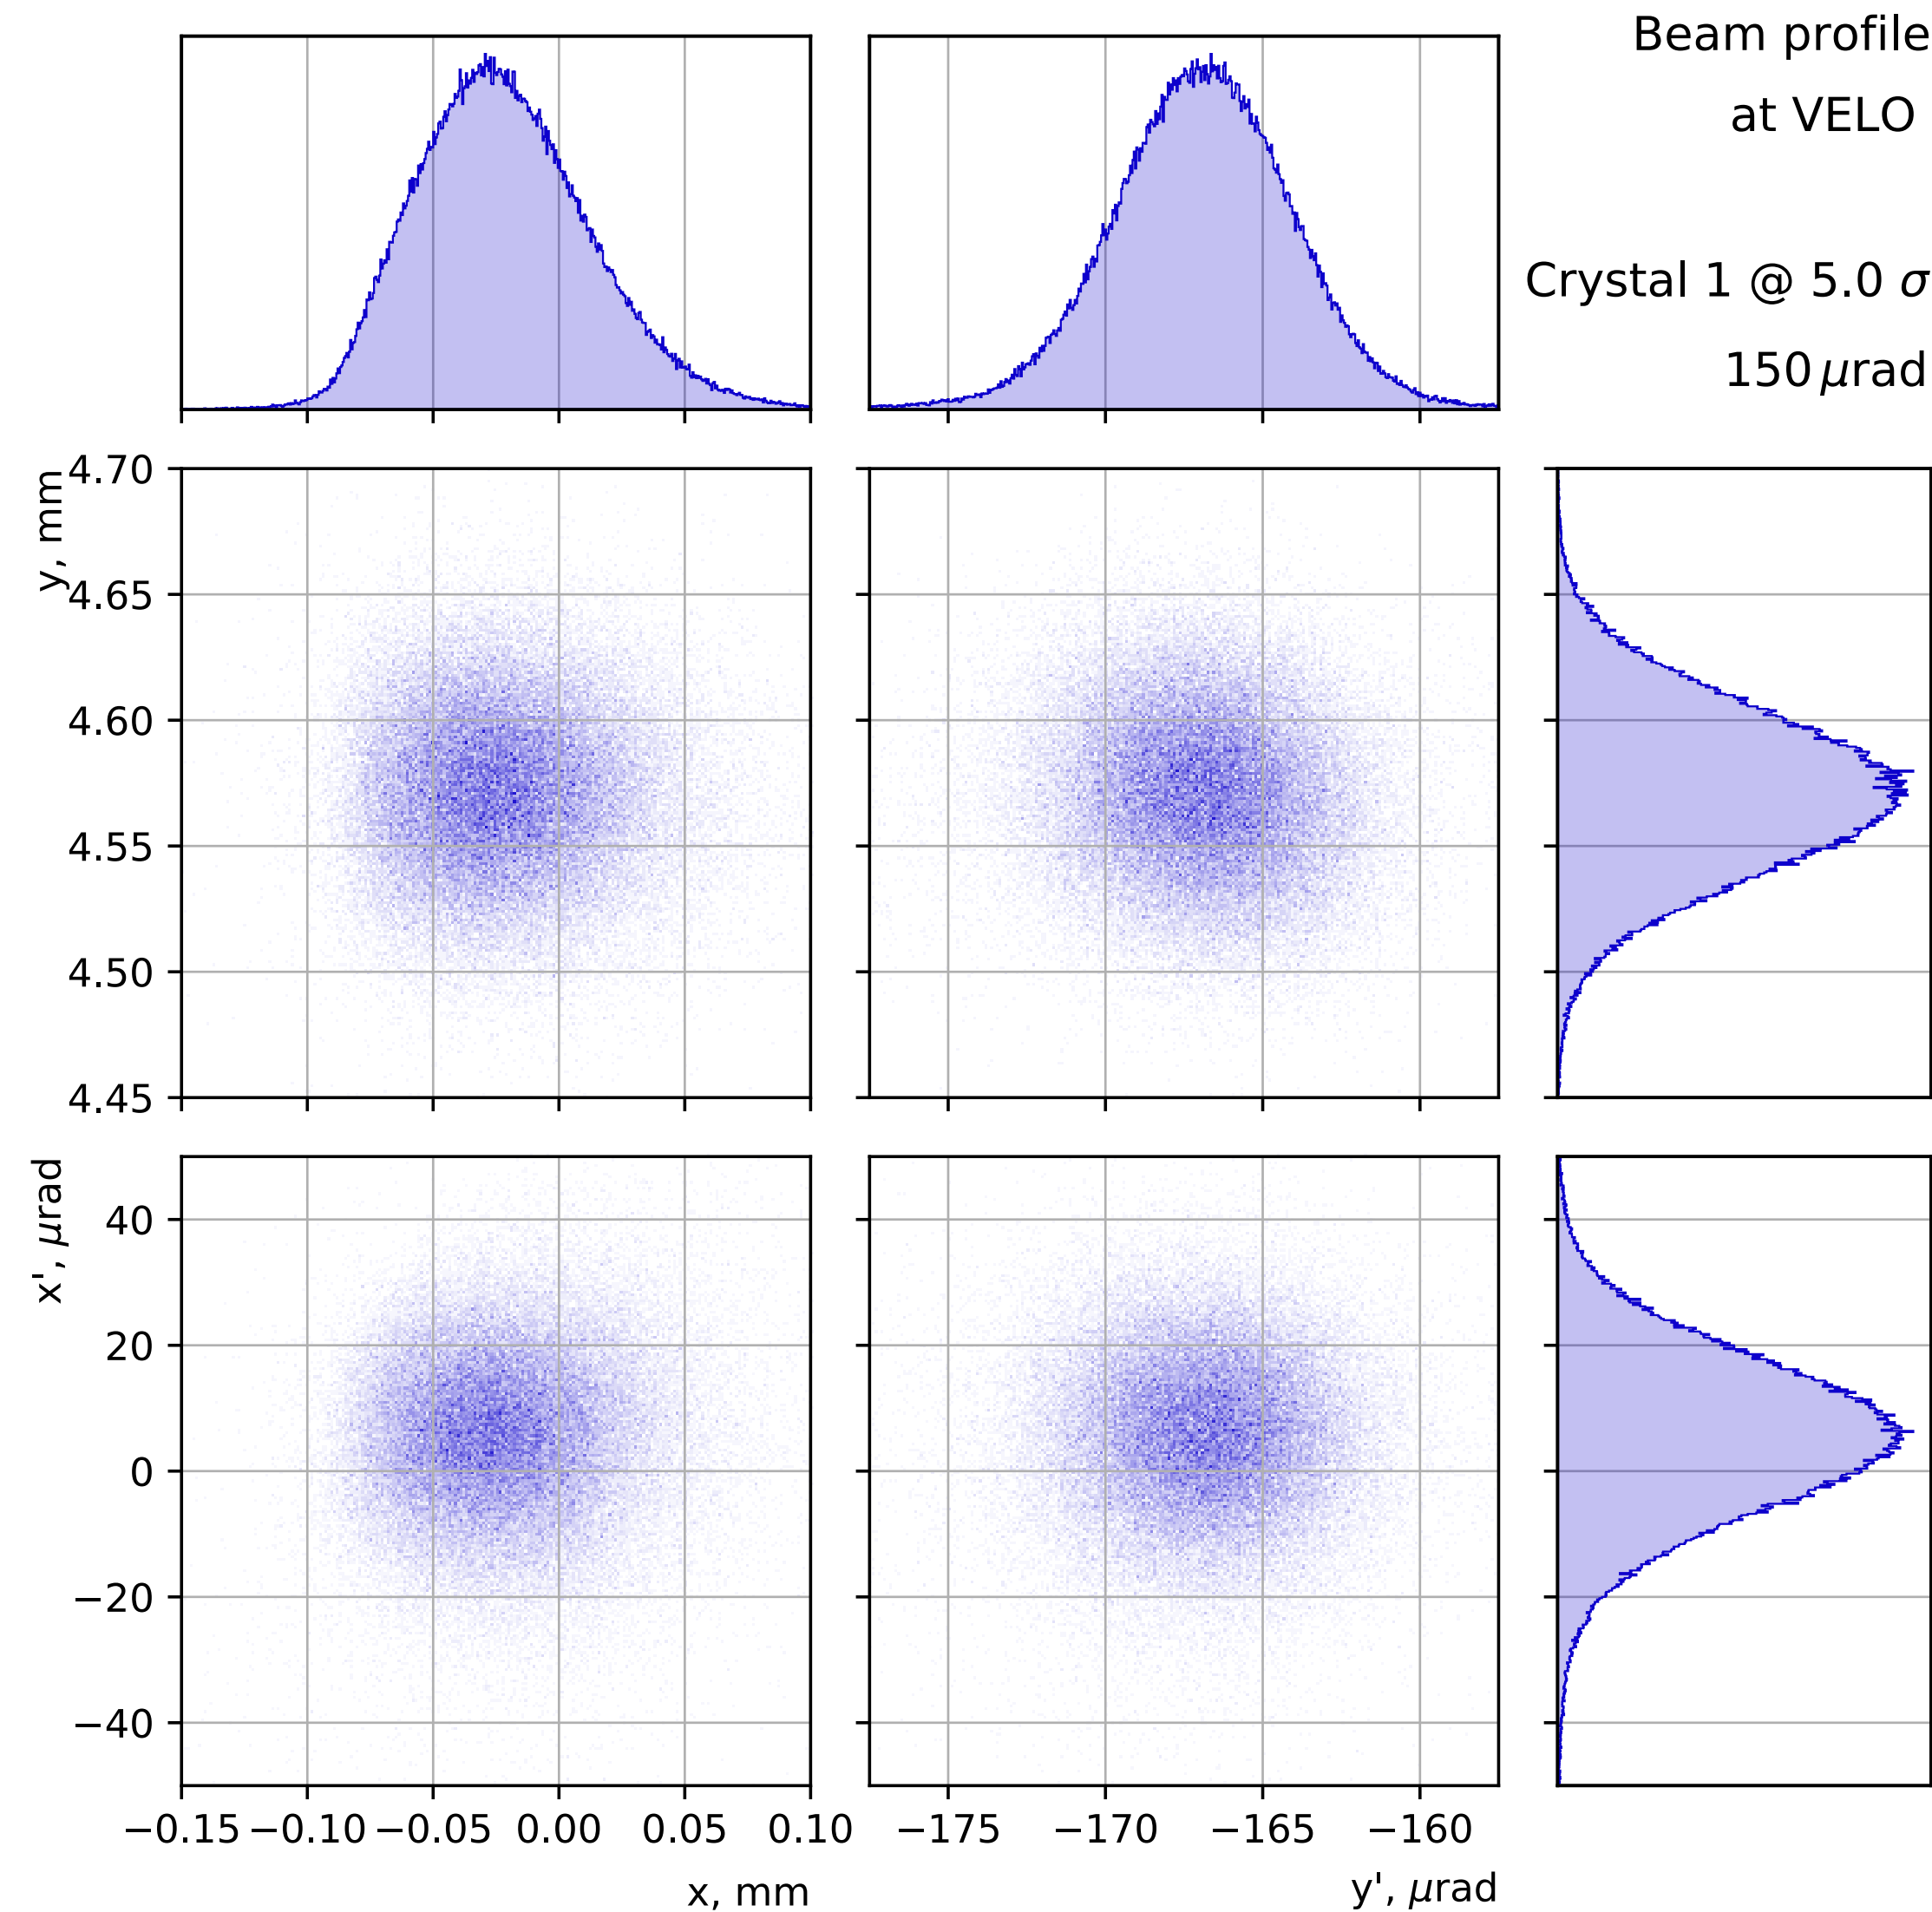 Beam profile
at VELO
Crystal 1 @ 5.0 σ
150 μrad
y, mm
4.70
4.65
4.60
4.55
4.50
4.45
x', μrad
40
20
0
−20
−40
−0.15 −0.10 −0.05 0.00 0.05 0.10
−175 −170 −165 −160
x, mm
y', μrad